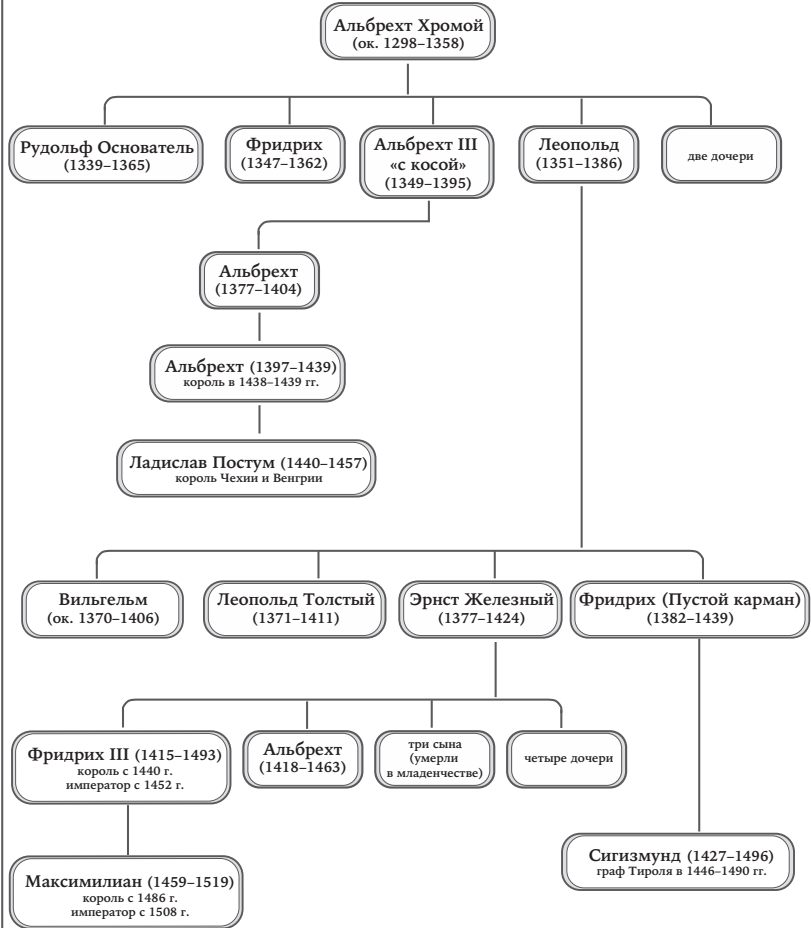 Альбрехт Хромой
(ок. 1298–1358)
Рудольф Основатель
(1339–1365)
Фридрих
(1347–1362)
Альбрехт III
«с косой»
(1349–1395)
Леопольд
(1351–1386)
две дочери
Альбрехт
(1377–1404)
Альбрехт (1397–1439)
король в 1438–1439 гг.
Ладислав Постум (1440–1457)
король Чехии и Венгрии
Вильгельм
(ок. 1370–1406)
Леопольд Толстый
(1371–1411)
Эрнст Железный
(1377–1424)
Фридрих (Пустой карман)
(1382–1439)
Фридрих III (1415–1493)
король с 1440 г.
император с 1452 г.
Альбрехт
(1418–1463)
три сына
(умерли
в младенчестве)
четыре дочери
Сигизмунд (1427–1496)
граф Тироля в 1446–1490 гг.
Максимилиан (1459–1519)
король с 1486 г.
император с 1508 г.